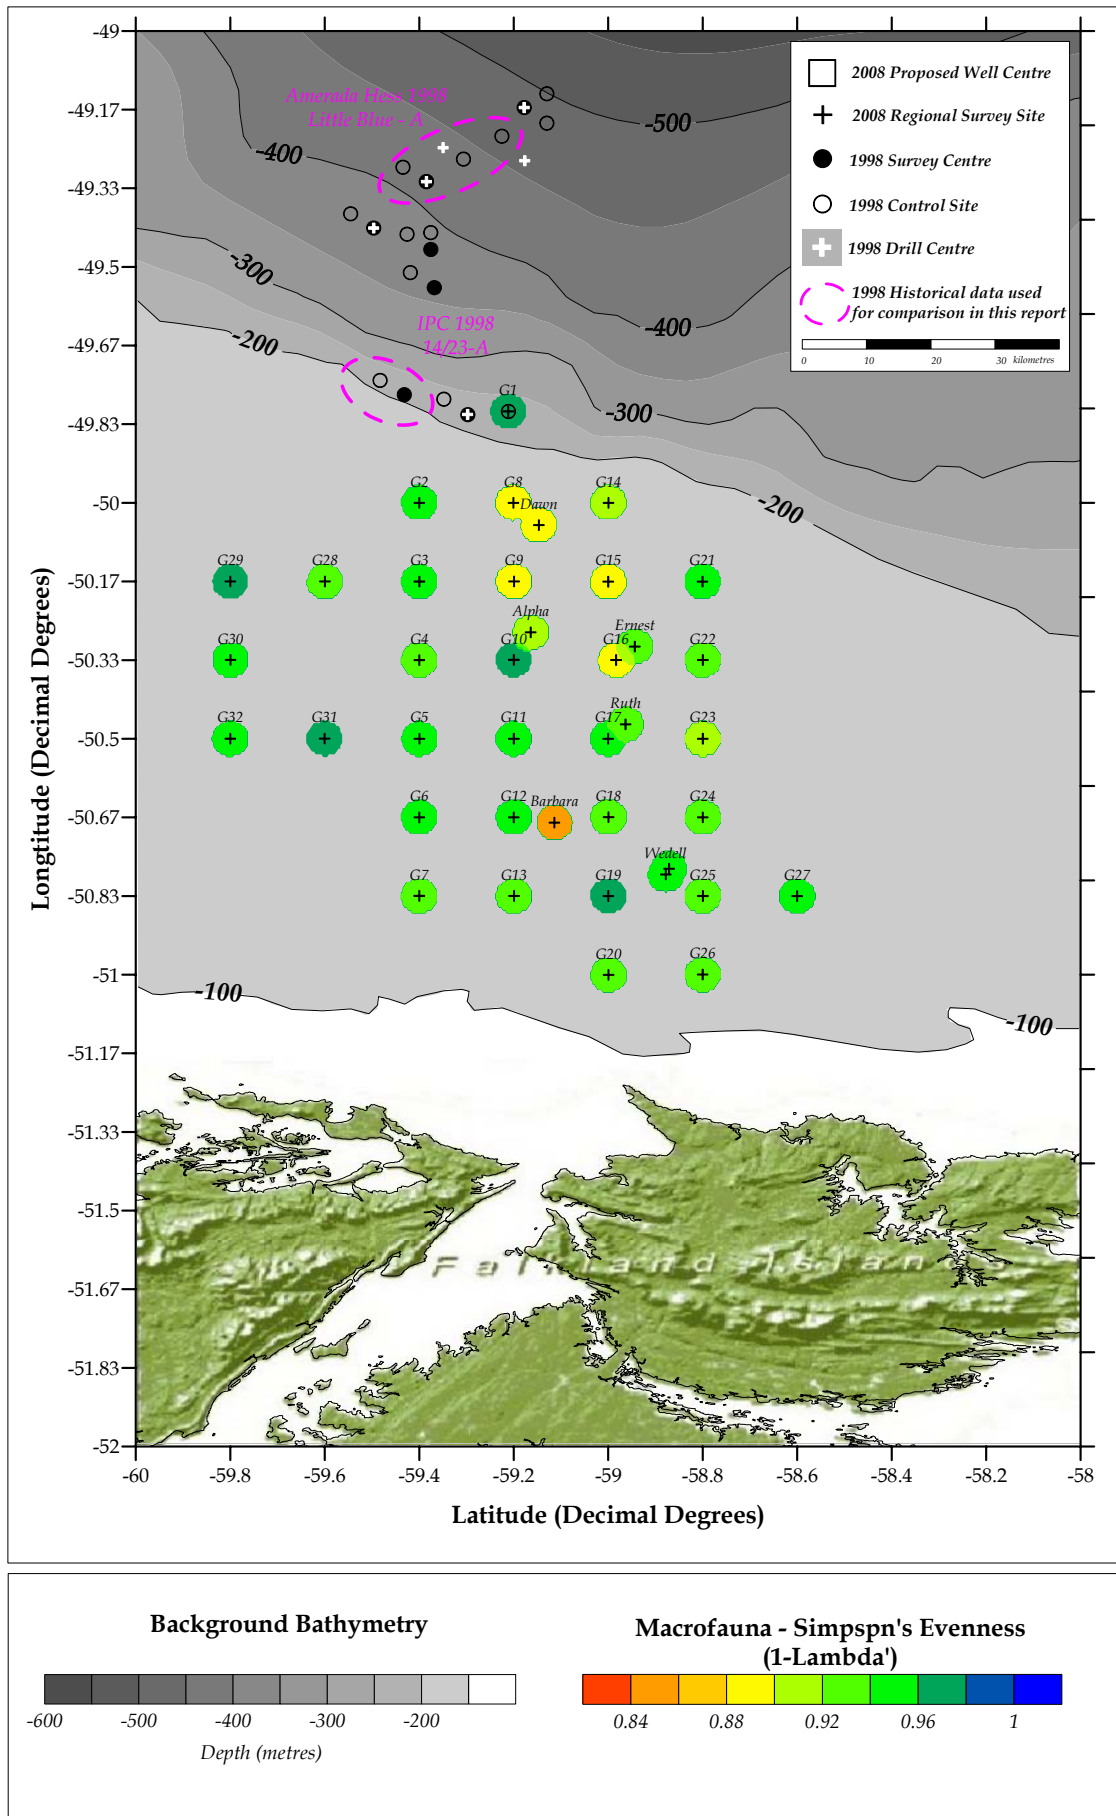 -49
-49.17
-49.33
-49.5
-49.67
-49.83
-50
-50.17
-50.33
-50.5
-50.67
-50.83
-51
-51.17
-51.33
-51.5
-51.67
-51.83
-52
Longtitude (Decimal Degrees)
Amerada Hess 1998
Little Blue - A
-500
-400
-300
-200
-400
-300
-200
IPC 1998
14/23-A
2008 Proposed Well Centre
2008 Regional Survey Site
1998 Survey Centre
1998 Control Site
1998 Drill Centre
1998 Historical data used
for comparison in this report
0 10 20 30 kilometres
G1
G2 G8 G14
Dawn
G29 G28 G3 G9 G15 G21
Alpha
Ernest
G30 G4 G10 G16 G22
Ruth
G32 G31 G5 G11 G17 G23
G6 G12 Barbara G18 G24
Wedell
G7 G13 G19 G25 G27
G20 G26
-100
-100
Falkland Islands
-60 -59.8 -59.6 -59.4 -59.2 -59 -58.8 -58.6 -58.4 -58.2 -58
Latitude (Decimal Degrees)
Background Bathymetry
-600 -500 -400 -300 -200
Depth (metres)
Macrofauna - Simpspn's Evenness
(1-Lambda')
0.84 0.88 0.92 0.96 1